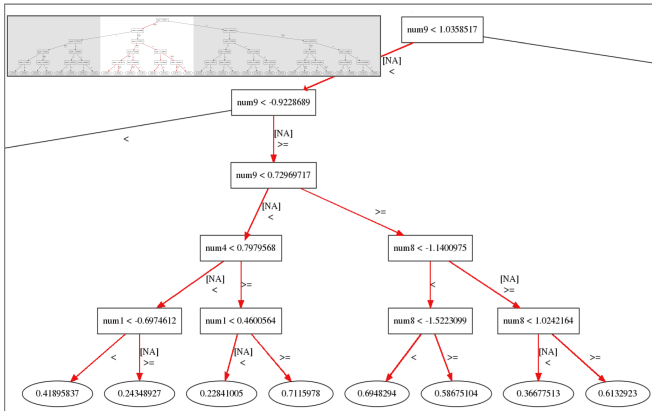 num9 < 1.0358517
[NA]
<
num9 < -0.9228689
<
[NA]
>=
num9 < 0.72969717
[NA]
<
>=
num4 < 0.7979568
num8 < -1.1400975
[NA]
<
>=
<
[NA]
>=
num1 < -0.6974612
num1 < 0.4600564
num8 < -1.5223099
num8 < 1.0242164
<
[NA]
>=
[NA]
<
>=
<
>=
[NA]
<
>=
0.41895837
0.24348927
0.22841005
0.7115978
0.6948294
0.58675104
0.36677513
0.6132923